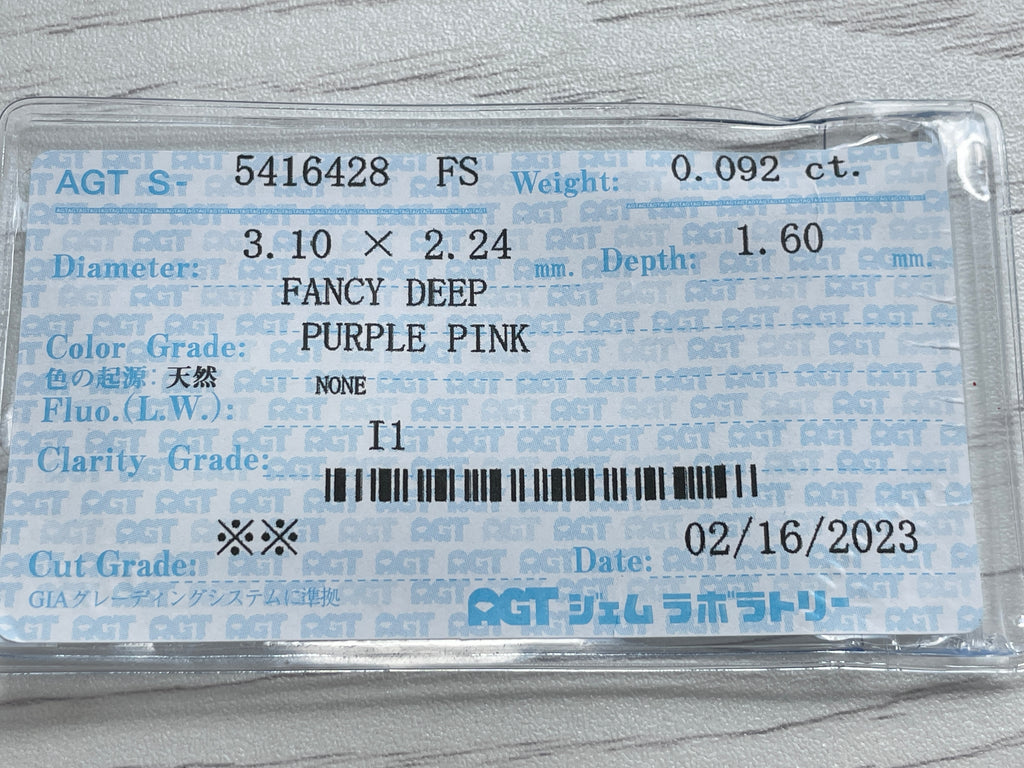 AGT S- 5416428 FS Weight: 0.092 ct.
Diameter: 3.10 × 2.24 mm. Depth: 1.60 mm.
FANCY DEEP
Color Grade: PURPLE PINK
色の起源: 天然
Fluo.(L.W.): NONE
Clarity Grade: I1
Cut Grade: ※※ Date: 02/16/2023
GIAグレーディングシステムに準拠
AGT ジェム ラボラトリー